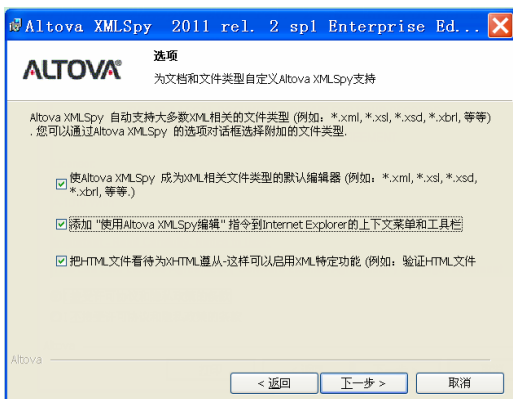 Altova XMLSpy 2011 rel. 2 sp1 Enterprise Ed...
ALTOVA®
选项
为文档和文件类型自定义Altova XMLSpy支持
Altova XMLSpy 自动支持大多数XML相关的文件类型 (例如：*.xml, *.xsl, *.xsd, *.xbrl, 等等)
. 您可以通过Altova XMLSpy 的选项对话框选择附加的文件类型.
使Altova XMLSpy 成为XML相关文件类型的默认编辑器 (例如：*.xml, *.xsl, *.xsd,
*.xbrl, 等等.)
添加 "使用Altova XMLSpy编辑" 指令到Internet Explorer的上下文菜单和工具栏
把HTML文件看待为XHTML遵从-这样可以启用XML特定功能 (例如：验证HTML文件
Altova
< 返回
下一步 >
取消